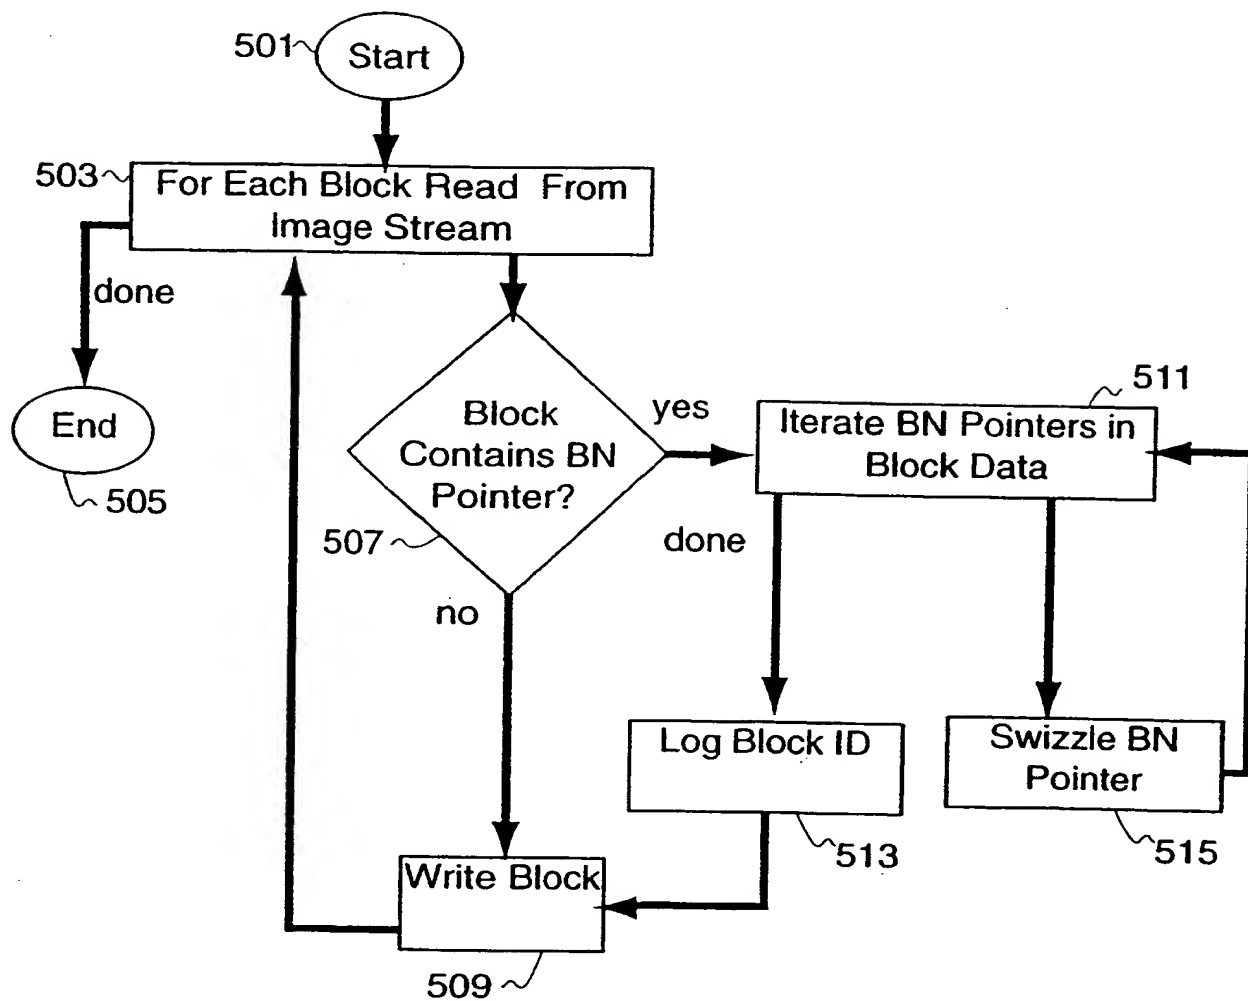 501
Start
503
For Each Block Read From
Image Stream
done
End
505
Block
Contains BN
Pointer?
507
yes
no
511
Iterate BN Pointers in
Block Data
done
Log Block ID
513
Swizzle BN
Pointer
515
Write Block
509